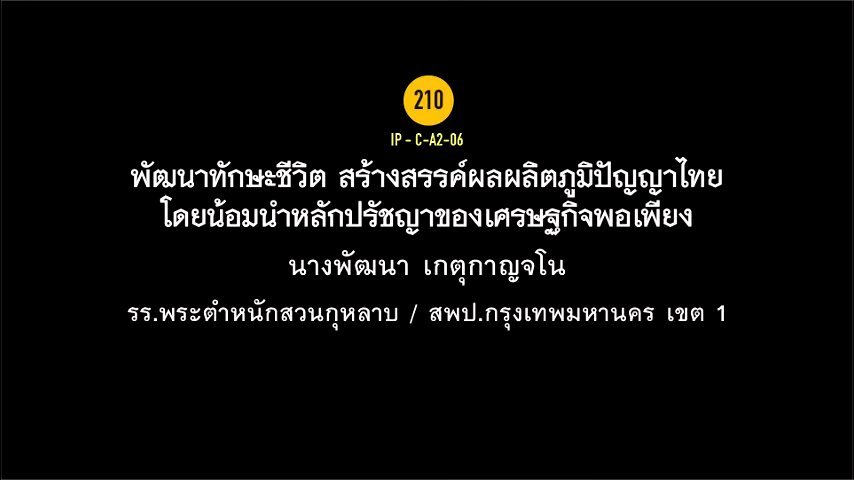 210
IP - C-A2-06
พัฒนาทักษะชีวิต สร้างสรรค์ผลผลิตภูมิปัญญาไทย
โดยน้อมนำหลักปรัชญาของเศรษฐกิจพอเพียง
นางพัฒนา เกตุกาญจโน
รร.พระตำหนักสวนกุหลาบ / สพป.กรุงเทพมหานคร เขต 1